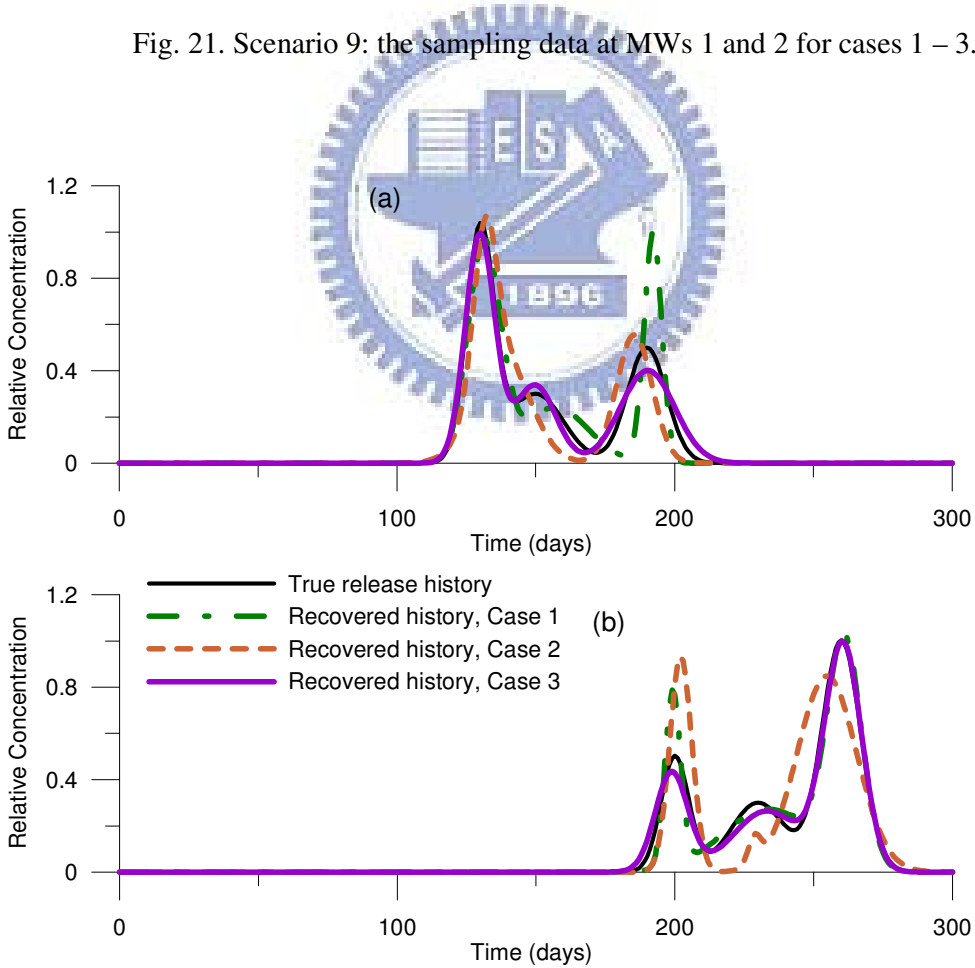 Fig. 21. Scenario 9: the sampling data at MWs 1 and 2 for cases 1 – 3.
E S A
1896
(a)
Relative Concentration
1.2
0.8
0.4
0
0
100
200
300
Time (days)
True release history
Recovered history, Case 1
Recovered history, Case 2
Recovered history, Case 3
(b)
Relative Concentration
1.2
0.8
0.4
0
0
100
200
300
Time (days)